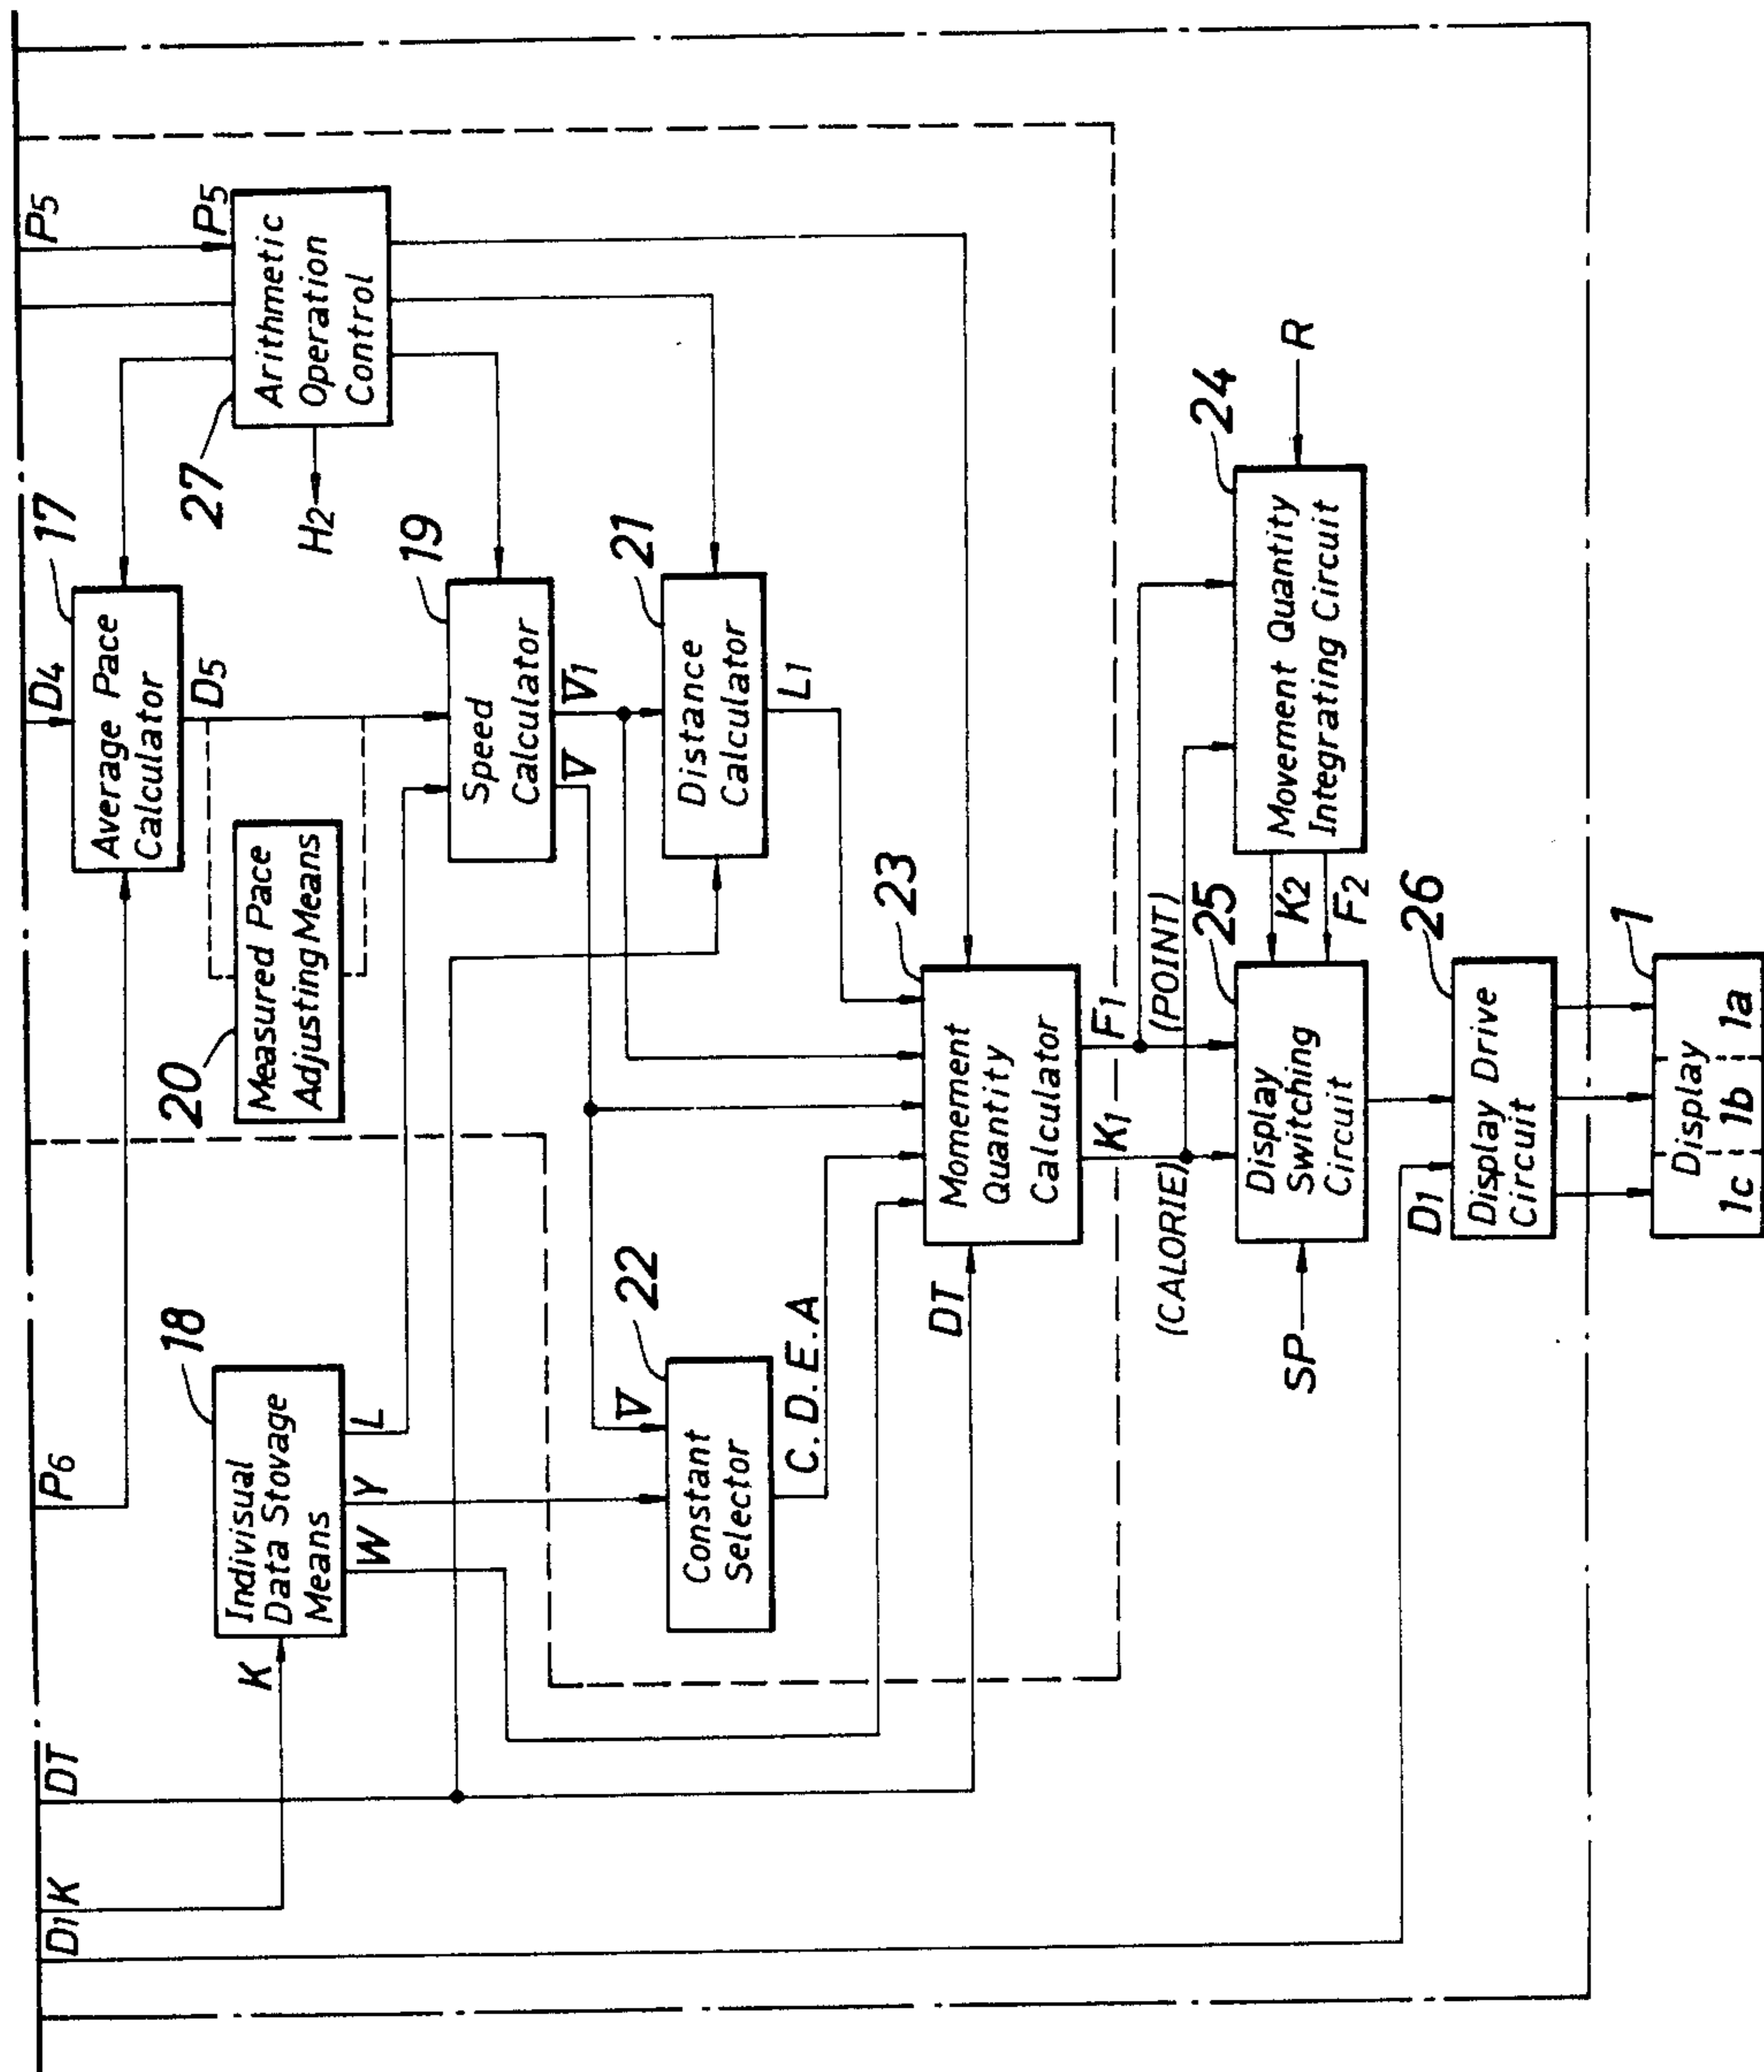 D1
K
DT
P6
D4
P5
P5
17
Average Pace
Calculator
D5
27
Arithmetic
Operation
Control
H2
18
Indivisual
Data Stovage
Means
K
W
Y
L
20
Measured Pace
Adjusting Means
19
Speed
Calculator
V
V1
21
Distance
Calculator
L1
22
V
Constant
Selector
C.D.E.A
23
DT
Momement
Quantity
Calculator
K1
F1
(CALORIE)
(POINT)
24
Movement Quantity
Integrating Circuit
R
K2
F2
25
SP
Display
Switching
Circuit
26
D1
Display Drive
Circuit
1
Display
1c 1b 1a